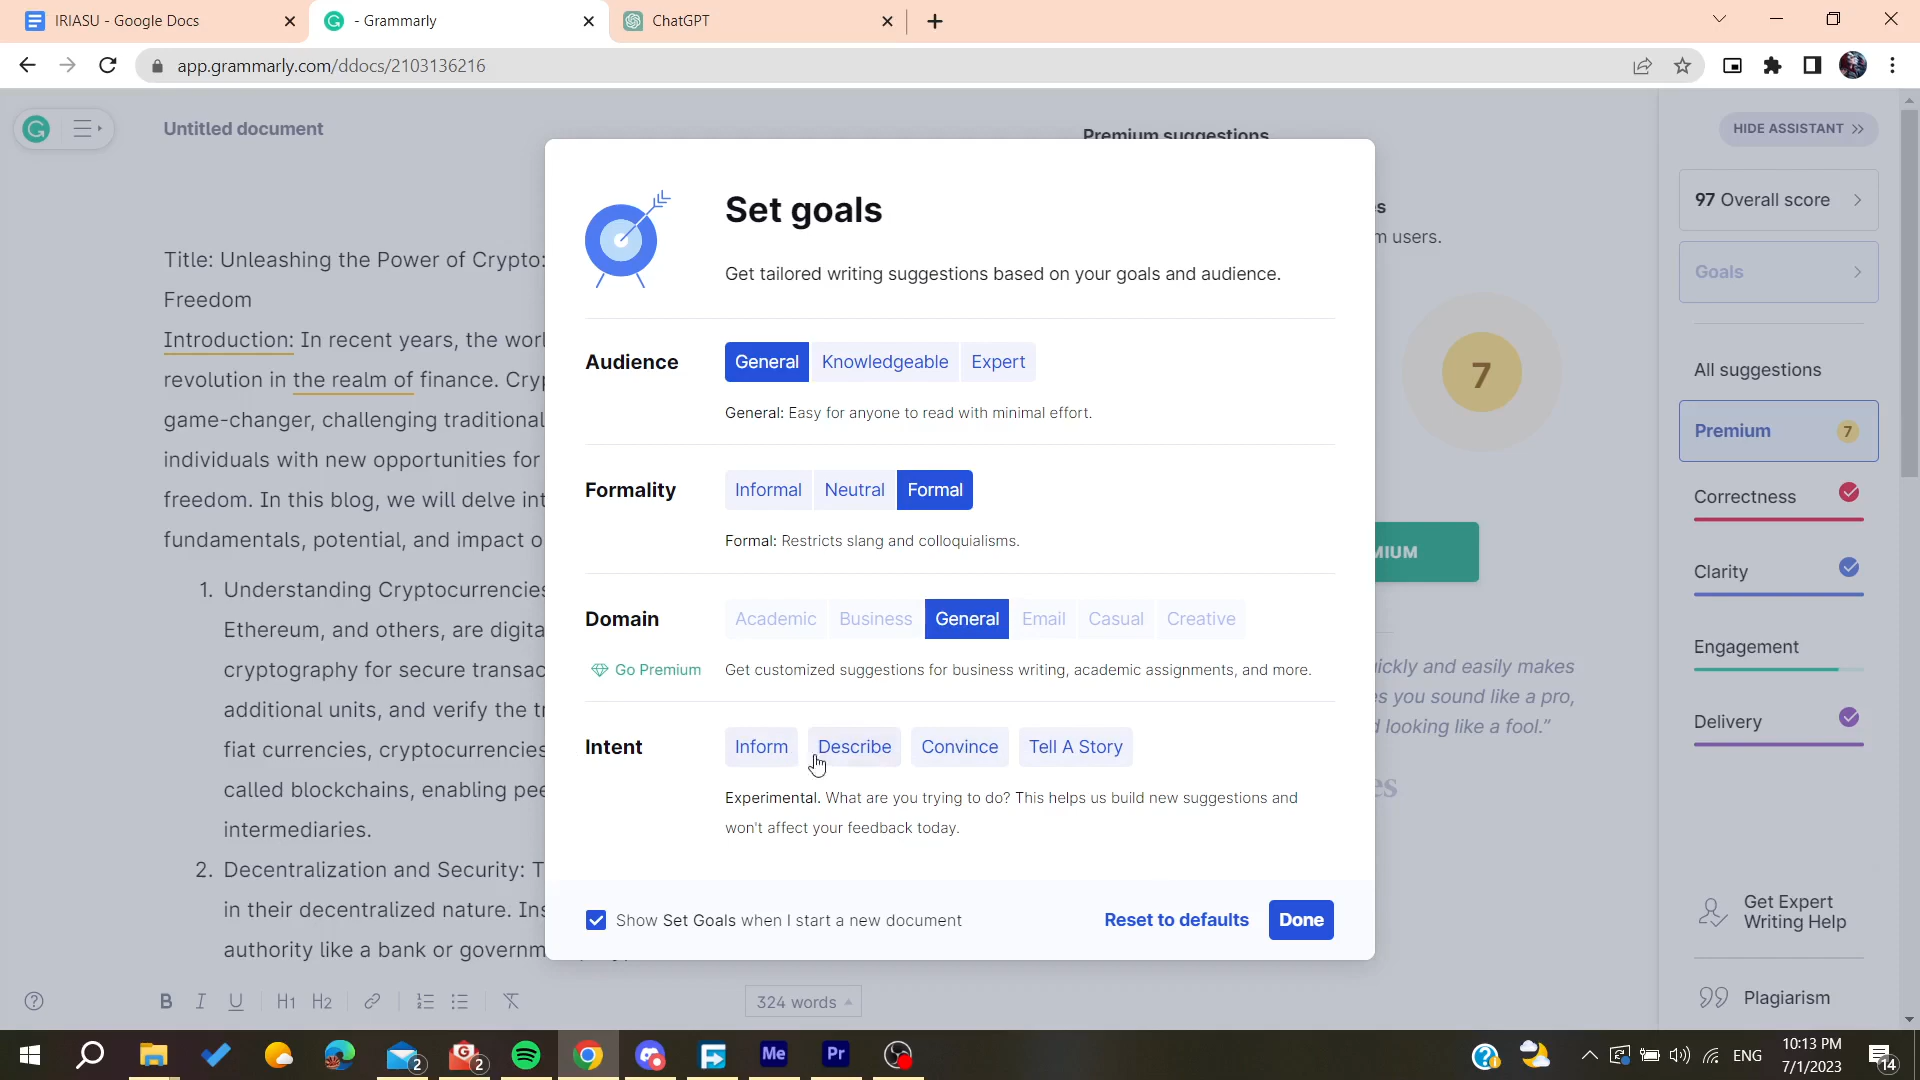 IRIASU - Google Docs
- Grammarly
ChatGPT
app.grammarly.com/ddocs/2103136216
Untitled document
Premium suggestions
HIDE ASSISTANT
Set goals
Get tailored writing suggestions based on your goals and audience.
97 Overall score
Goals
es
m users.
Title: Unleashing the Power of Crypto:
Freedom
Introduction: In recent years, the worl
revolution in the realm of finance. Cryp
game-changer, challenging traditional
individuals with new opportunities for
freedom. In this blog, we will delve int
fundamentals, potential, and impact o
1. Understanding Cryptocurrencies
Ethereum, and others, are digita
cryptography for secure transac
additional units, and verify the tr
fiat currencies, cryptocurrencies
called blockchains, enabling pee
intermediaries.
2. Decentralization and Security: T
in their decentralized nature. Ins
authority like a bank or governm
Audience
General Knowledgeable Expert
General: Easy for anyone to read with minimal effort.
Formality
Informal Neutral Formal
Formal: Restricts slang and colloquialisms.
Domain
Academic Business General Email Casual Creative
Go Premium
Get customized suggestions for business writing, academic assignments, and more.
Intent
Inform Describe Convince Tell A Story
Experimental. What are you trying to do? This helps us build new suggestions and
won't affect your feedback today.
Show Set Goals when I start a new document
Reset to defaults
Done
7
MIUM
uickly and easily makes
es you sound like a pro,
d looking like a fool.”
es
All suggestions
Premium 7
Correctness
Clarity
Engagement
Delivery
Get Expert
Writing Help
Plagiarism
B I U H1 H2
324 words
2
2
Me
Pr
ENG
10:13 PM
7/1/2023
14